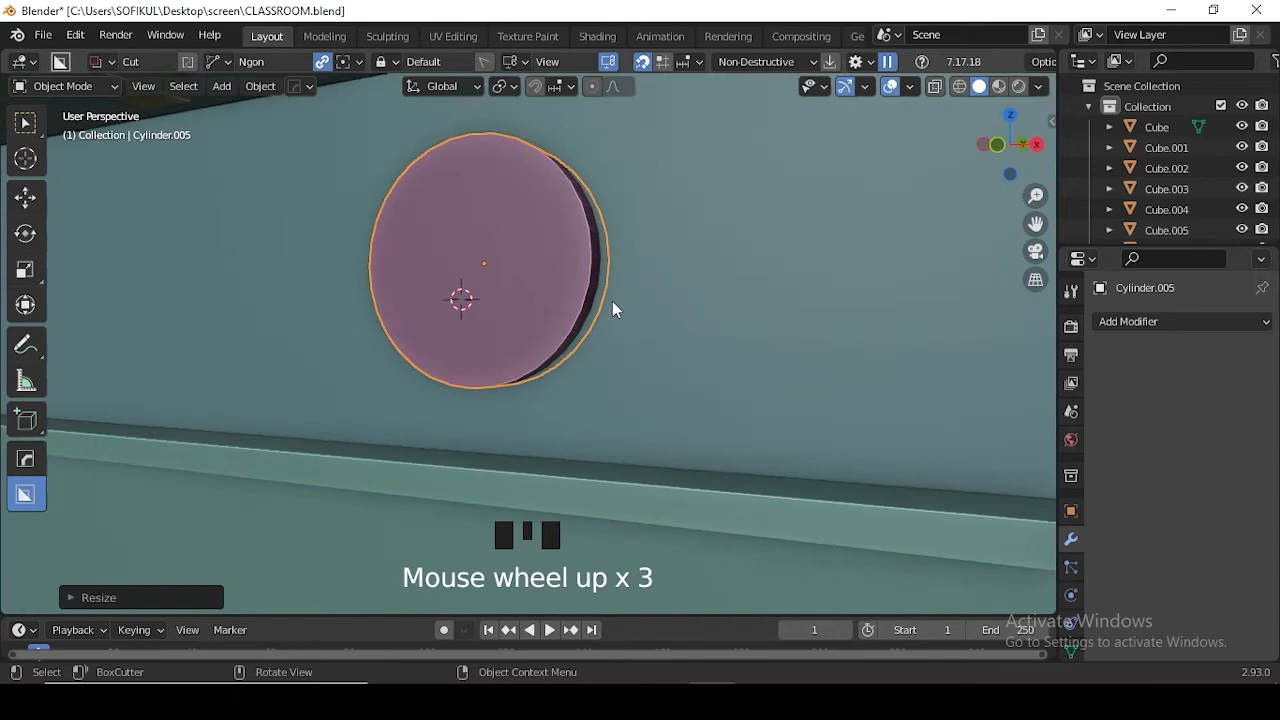 Blender* [C:\Users\SOFIKUL\Desktop\screen\CLASSROOM.blend]
File Edit Render Window Help Layout Modeling Sculpting UV Editing Texture Paint Shading Animation Rendering Compositing Ge Scene View Layer
Cut Ngon Default View Non-Destructive 7.17.18 Optic
Object Mode View Select Add Object Global
Scene Collection
User Perspective
Collection
(1) Collection | Cylinder.005
Cube
Cube.001
Cube.002
Cube.003
Cube.004
Cube.005
Cylinder.005
Add Modifier
Mouse wheel up x 3
Resize
Playback Keying View Marker 1 Start 1 End 250
Activate Windows
Go to Settings to activate Windows.
Select BoxCutter Rotate View Object Context Menu 2.93.0